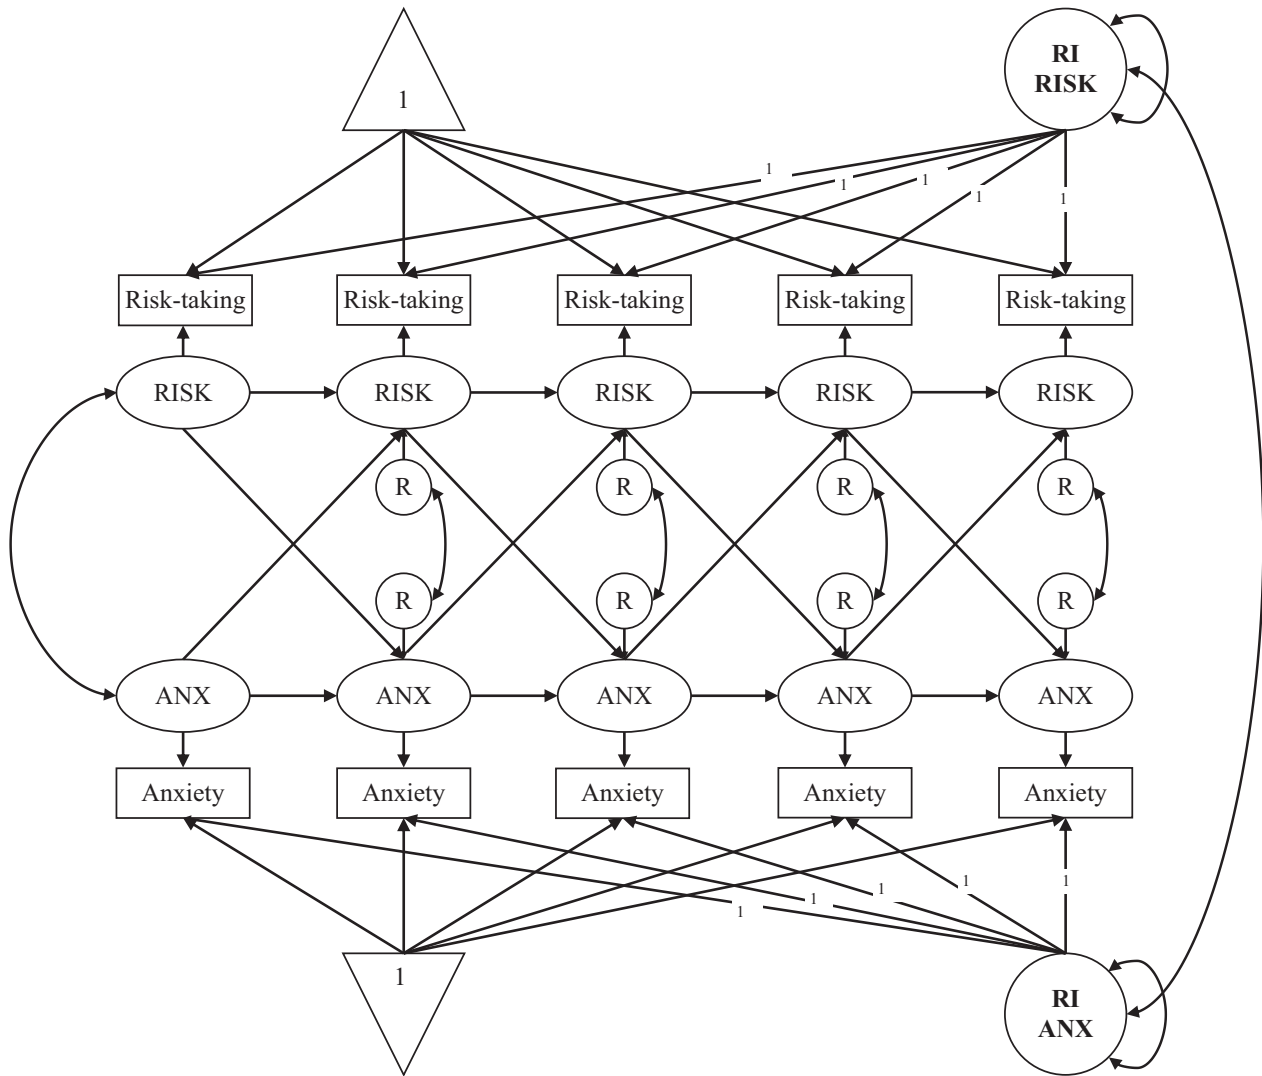 1
RI
RISK
1
1
1
1
1
Risk-taking
Risk-taking
Risk-taking
Risk-taking
Risk-taking
RISK
RISK
RISK
RISK
RISK
R
R
R
R
R
R
R
R
ANX
ANX
ANX
ANX
ANX
Anxiety
Anxiety
Anxiety
Anxiety
Anxiety
1
1
1
1
1
1
RI
ANX